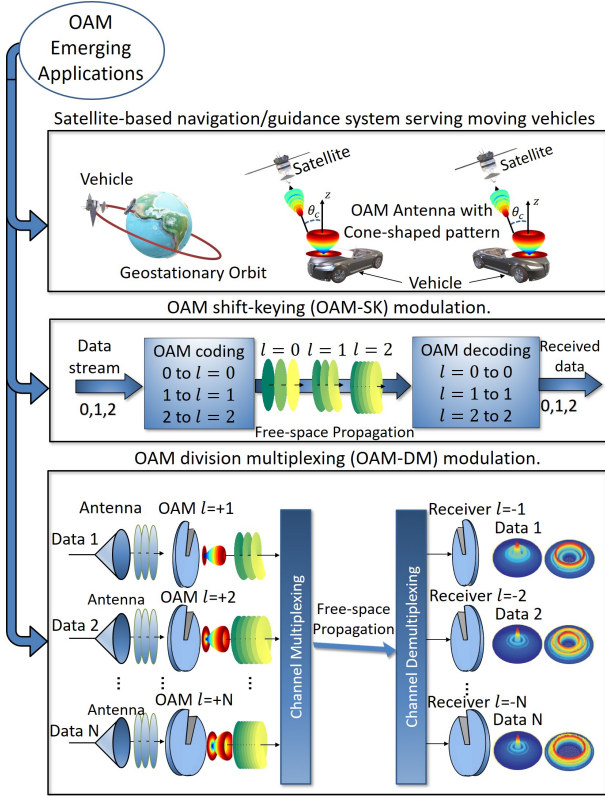 OAM
Emerging
Applications
Satellite-based navigation/guidance system serving moving vehicles
Vehicle
Geostationary Orbit
Satellite
θc
z
OAM Antenna with
Cone-shaped pattern
Vehicle
Satellite
θc
z
OAM shift-keying (OAM-SK) modulation.
Data
stream
0,1,2
OAM coding
0 to l = 0
1 to l = 1
2 to l = 2
l = 0 l = 1 l = 2
Free-space Propagation
OAM decoding
l = 0 to 0
l = 1 to 1
l = 2 to 2
Received
data
0,1,2
OAM division multiplexing (OAM-DM) modulation.
Antenna
OAM l=+1
Data 1
Antenna
OAM l=+2
Data 2
...
...
Antenna
OAM l=+N
Data N
Channel Multiplexing
Free-space
Propagation
Channel Demultiplexing
Receiver l=-1
Data 1
Receiver l=-2
Data 2
...
Receiver l=-N
Data N